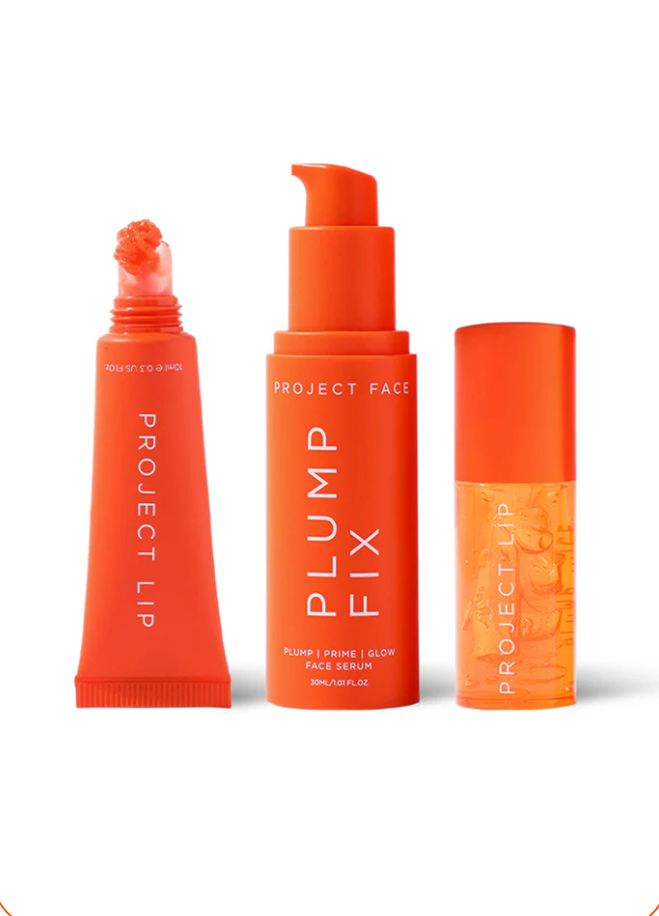 10ml e 0.3 US Fl Oz.
PROJECT LIP
PROJECT FACE
PLUMP
FIX
PLUMP | PRIME | GLOW
FACE SERUM
30ML/1.01 FL.OZ
PROJECT LIP